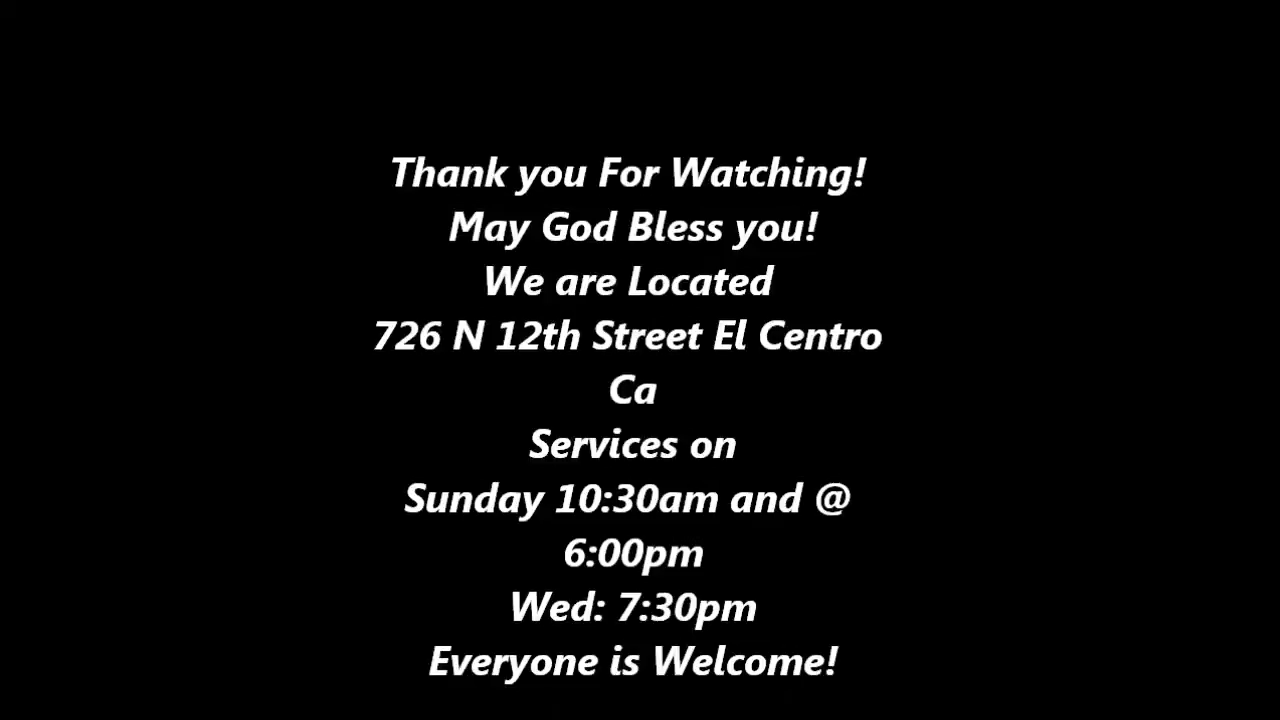 Thank you For Watching!
May God Bless you!
We are Located
726 N 12th Street El Centro
Ca
Services on
Sunday 10:30am and @
6:00pm
Wed: 7:30pm
Everyone is Welcome!